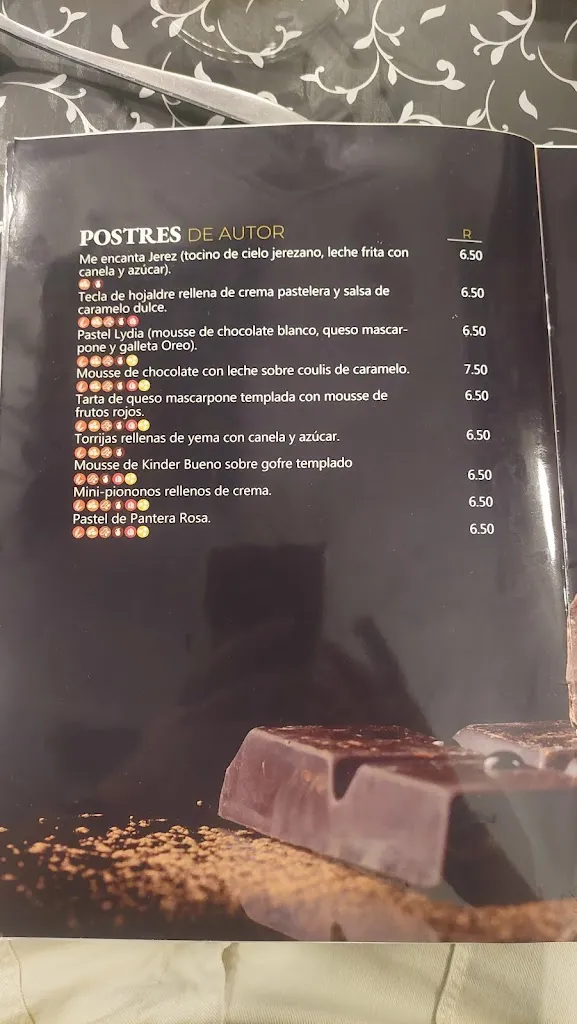 POSTRES DE AUTOR R
Me encanta Jerez (tocino de cielo jerezano, leche frita con 6.50
canela y azúcar).
Tecla de hojaldre rellena de crema pastelera y salsa de 6.50
caramelo dulce.
Pastel Lydia (mousse de chocolate blanco, queso mascar- 6.50
pone y galleta Oreo).
Mousse de chocolate con leche sobre coulis de caramelo. 7.50
Tarta de queso mascarpone templada con mousse de 6.50
frutos rojos.
Torrijas rellenas de yema con canela y azúcar. 6.50
Mousse de Kinder Bueno sobre gofre templado 6.50
Mini-piononos rellenos de crema. 6.50
Pastel de Pantera Rosa. 6.50